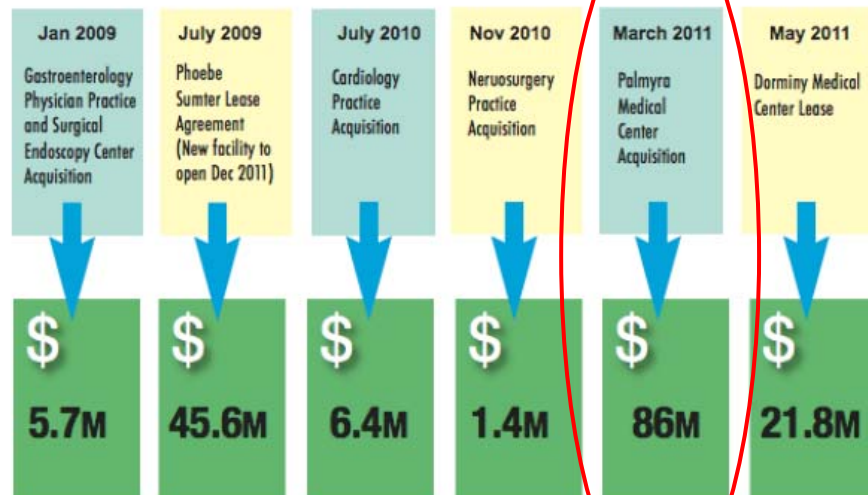 Jan 2009
Gastroenterology
Physician Practice
and Surgical
Endoscopy Center
Acquisition
$
5.7M
July 2009
Phoebe
Sumter Lease
Agreement
(New facility to
open Dec 2011)
$
45.6M
July 2010
Cardiology
Practice
Acquisition
$
6.4M
Nov 2010
Neruosurgery
Practice
Acquisition
$
1.4M
March 2011
Palmyra
Medical
Center
Acquisition
$
86M
May 2011
Dorminy Medical
Center Lease
$
21.8M